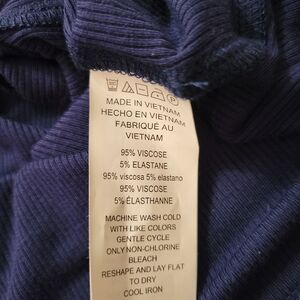 MADE IN VIETNAM
HECHO EN VIETNAM
FABRIQUÉ AU
VIETNAM
95% VISCOSE
5% ELASTANE
95% viscosa 5% elastano
95% VISCOSE
5% ÉLASTHANNE
MACHINE WASH COLD
WITH LIKE COLORS
GENTLE CYCLE
ONLY NON-CHLORINE
BLEACH
RESHAPE AND LAY FLAT
TO DRY
COOL IRON